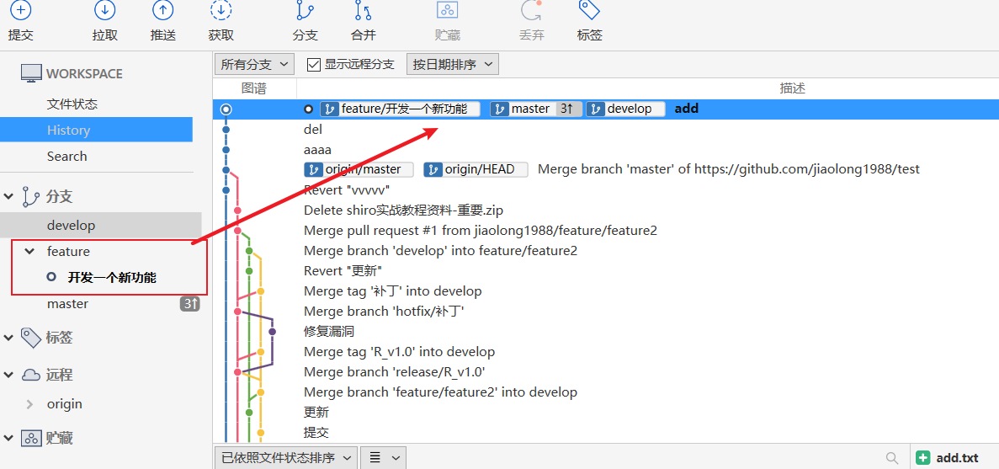 提交 拉取 推送 获取 分支 合并 贮藏 丢弃 标签
WORKSPACE
文件状态
History
Search
分支
develop
feature
开发一个新功能
master 3↑
标签
远程
origin
贮藏
所有分支 显示远程分支 按日期排序
图谱 描述
feature/开发一个新功能 master 3↑ develop add
del
aaaa
origin/master origin/HEAD Merge branch 'master' of https://github.com/jiaolong1988/test
Revert "vvvvv"
Delete shiro实战教程资料-重要.zip
Merge pull request #1 from jiaolong1988/feature/feature2
Merge branch 'develop' into feature/feature2
Revert "更新"
Merge tag '补丁' into develop
Merge branch 'hotfix/补丁'
修复漏洞
Merge tag 'R_v1.0' into develop
Merge branch 'release/R_v1.0'
Merge branch 'feature/feature2' into develop
更新
提交
已依照文件状态排序 add.txt